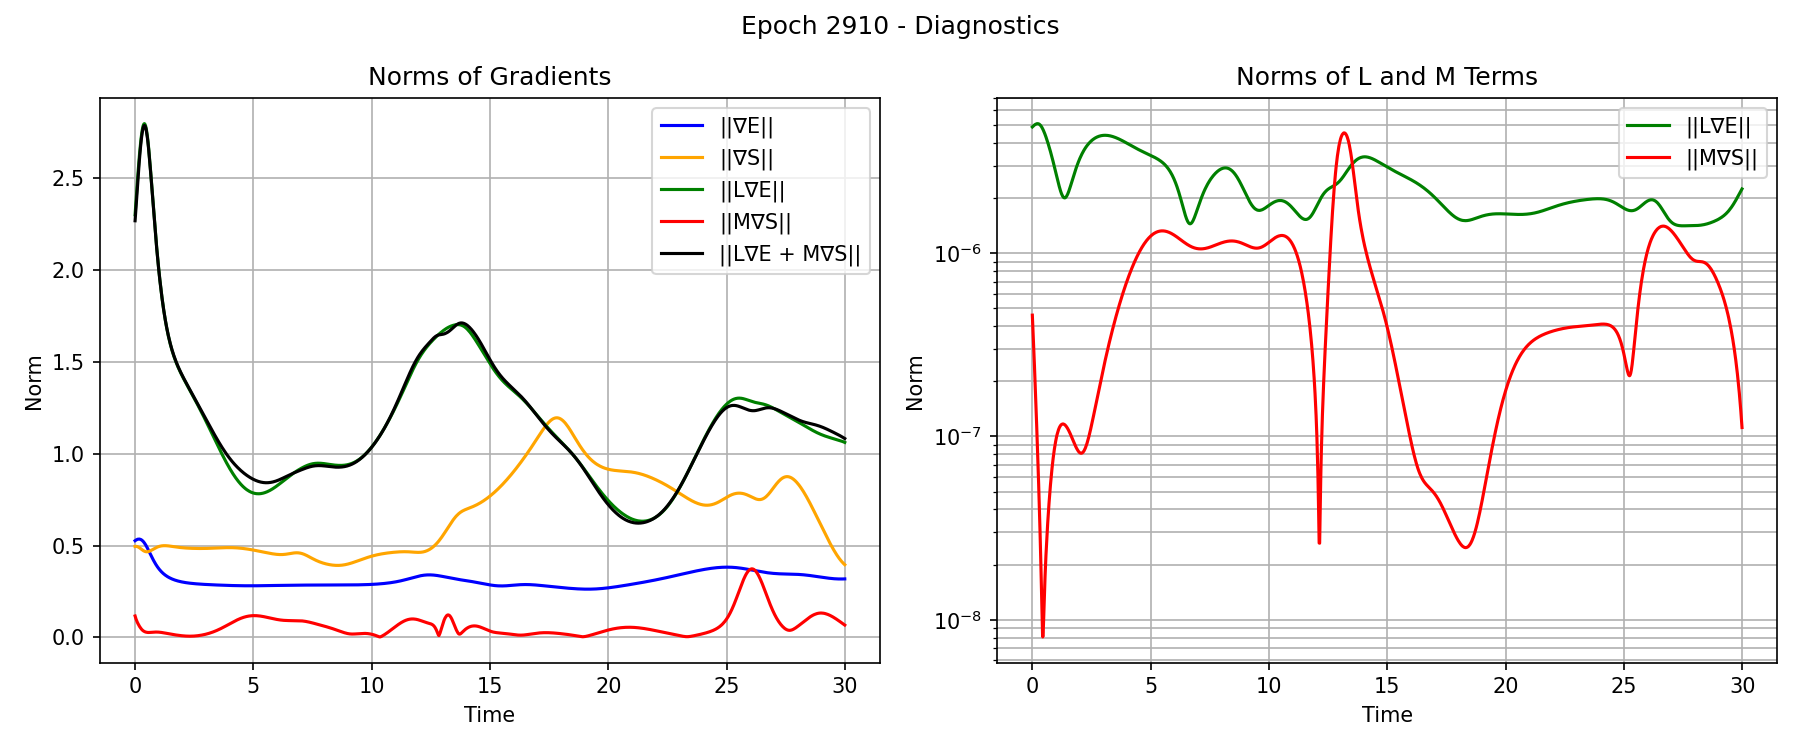 Epoch 2910 - Diagnostics
Norms of Gradients
||∇E||
||∇S||
||L∇E||
||M∇S||
||L∇E + M∇S||
Norm
2.5
2.0
1.5
1.0
0.5
0.0
0 5 10 15 20 25 30
Time
Norms of L and M Terms
||L∇E||
||M∇S||
Norm
10⁻⁶
10⁻⁷
10⁻⁸
0 5 10 15 20 25 30
Time